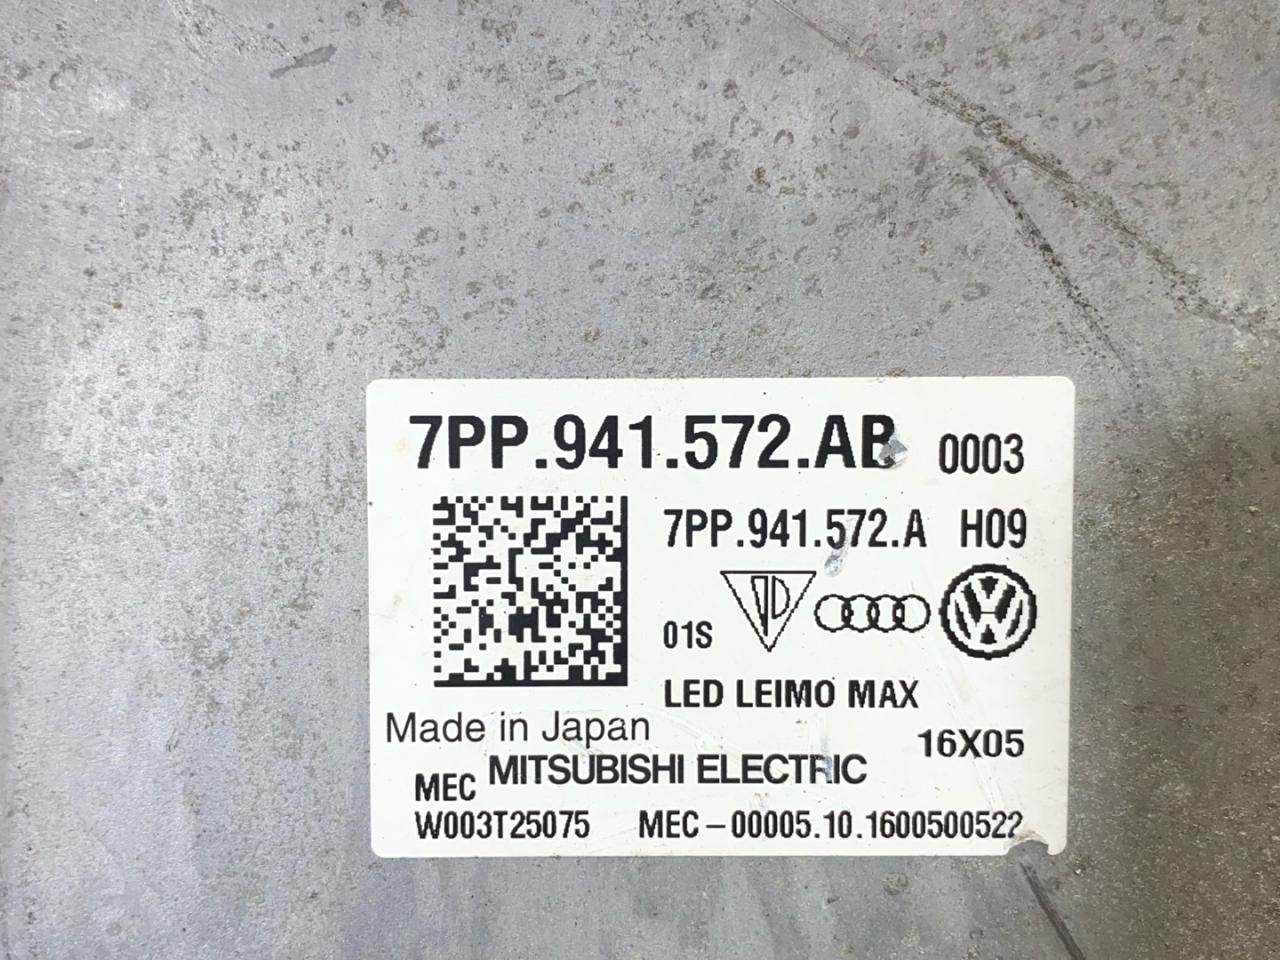 7PP.941.572.AB 0003
7PP.941.572.A H09
01S
LED LEIMO MAX
Made in Japan
16X05
MEC MITSUBISHI ELECTRIC
W003T25075 MEC-00005.10.1600500522